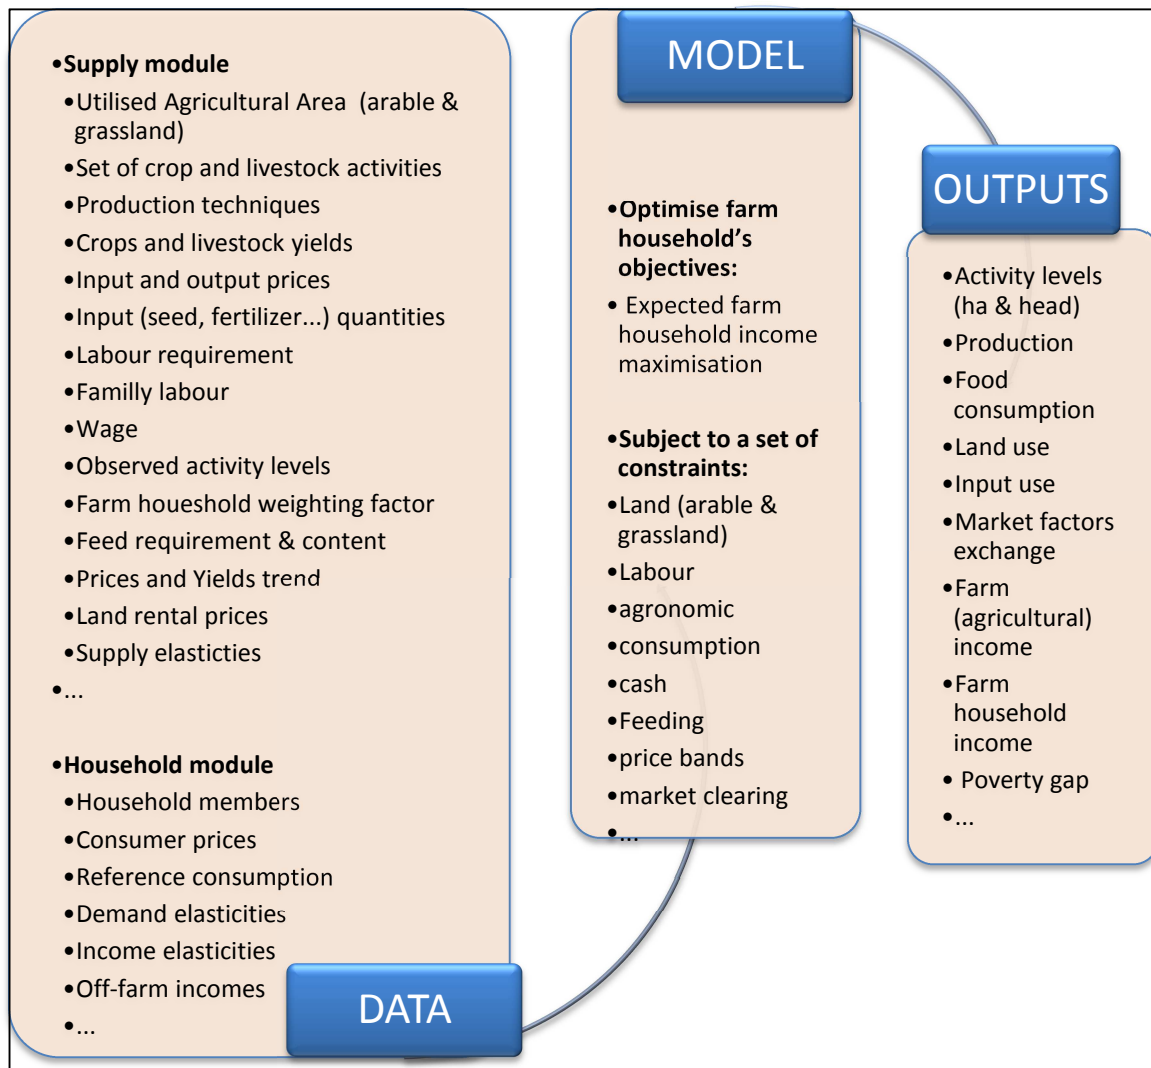 •Supply module
•Utilised Agricultural Area (arable &
grassland)
•Set of crop and livestock activities
•Production techniques
•Crops and livestock yields
•Input and output prices
•Input (seed, fertilizer...) quantities
•Labour requirement
•Familly labour
•Wage
•Observed activity levels
•Farm houeshold weighting factor
•Feed requirement & content
•Prices and Yields trend
•Land rental prices
•Supply elasticties
•...
•Household module
•Household members
•Consumer prices
•Reference consumption
•Demand elasticities
•Income elasticities
•Off-farm incomes
•...
DATA
MODEL
•Optimise farm
household's
objectives:
• Expected farm
household income
maximisation
•Subject to a set of
constraints:
•Land (arable &
grassland)
•Labour
•agronomic
•consumption
•cash
•Feeding
•price bands
•market clearing
•...
OUTPUTS
•Activity levels
(ha & head)
•Production
•Food
consumption
•Land use
•Input use
•Market factors
exchange
•Farm
(agricultural)
income
•Farm
household
income
• Poverty gap
•...